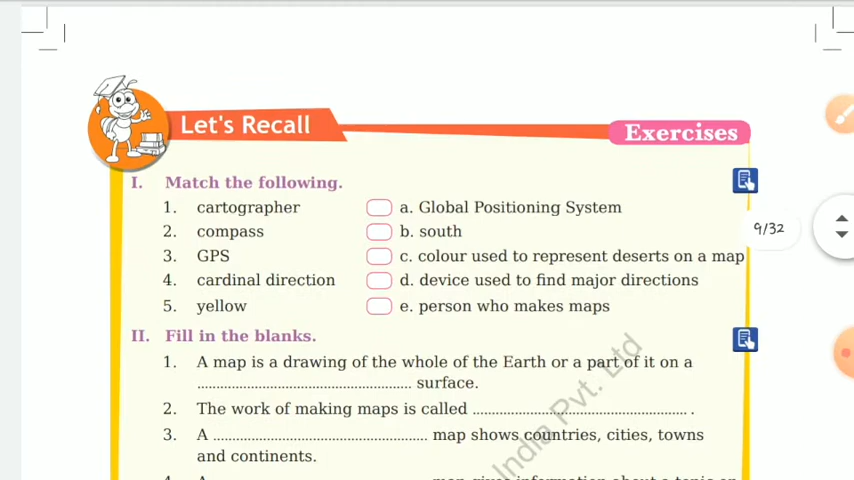 Let's Recall
Exercises
I. Match the following.
1. cartographer a. Global Positioning System
2. compass b. south
3. GPS c. colour used to represent deserts on a map
4. cardinal direction d. device used to find major directions
5. yellow e. person who makes maps
9/32
II. Fill in the blanks.
1. A map is a drawing of the whole of the Earth or a part of it on a
........................................................ surface.
2. The work of making maps is called ........................................................ .
3. A ........................................................ map shows countries, cities, towns
and continents.
India Pvt. Ltd